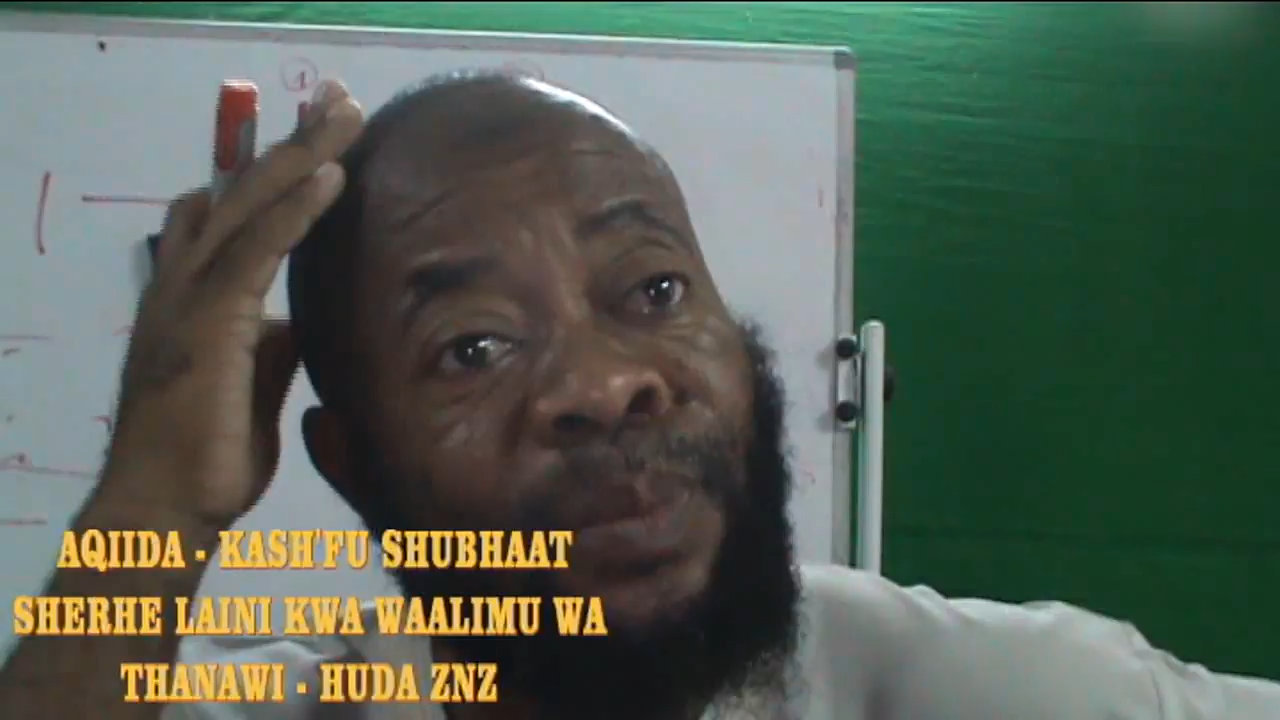 AQIIDA - KASH'FU SHUBHAAT
SHERHE LAINI KWA WAALIMU WA
THANAWI - HUDA ZNZ